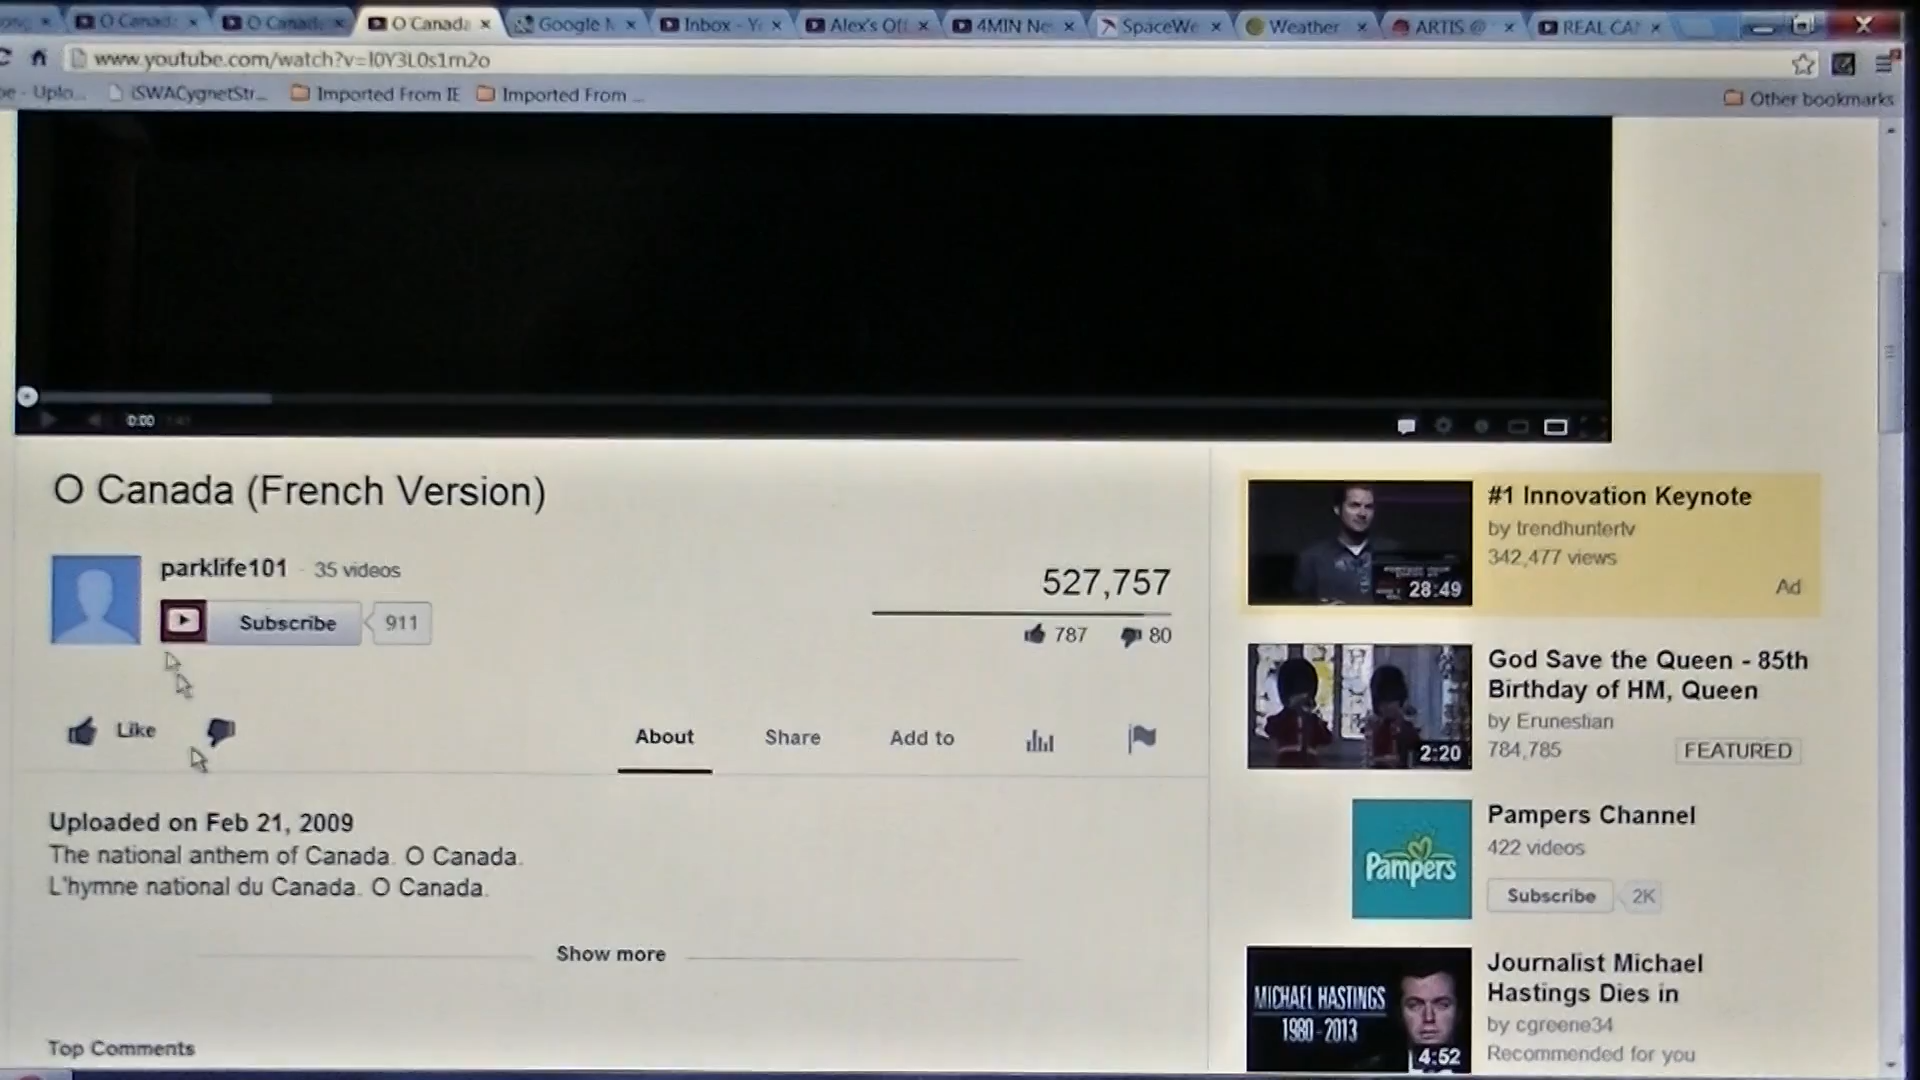 O Canada
O Canada
O Canada
Google
Inbox - Y
Alex's Of
4MIN Ne
SpaceWe
Weather
ARTIS @
REAL CA
www.youtube.com/watch?v=l0Y3L0s1m2o
be - Uplo...
iSWACygnetStr...
Imported From IE
Imported From ...
Other bookmarks
0:00
O Canada (French Version)
parklife101 - 35 videos
Subscribe 911
527,757
787 80
Like
About
Share
Add to
Uploaded on Feb 21, 2009
The national anthem of Canada. O Canada.
L'hymne national du Canada. O Canada.
Show more
Top Comments
28:49
#1 Innovation Keynote
by trendhuntertv
342,477 views
Ad
2:20
God Save the Queen - 85th
Birthday of HM, Queen
by Erunestian
784,785
FEATURED
Pampers
Pampers Channel
422 videos
Subscribe 2K
MICHAEL HASTINGS
1980 - 2013
4:52
Journalist Michael
Hastings Dies in
by cgreene34
Recommended for you